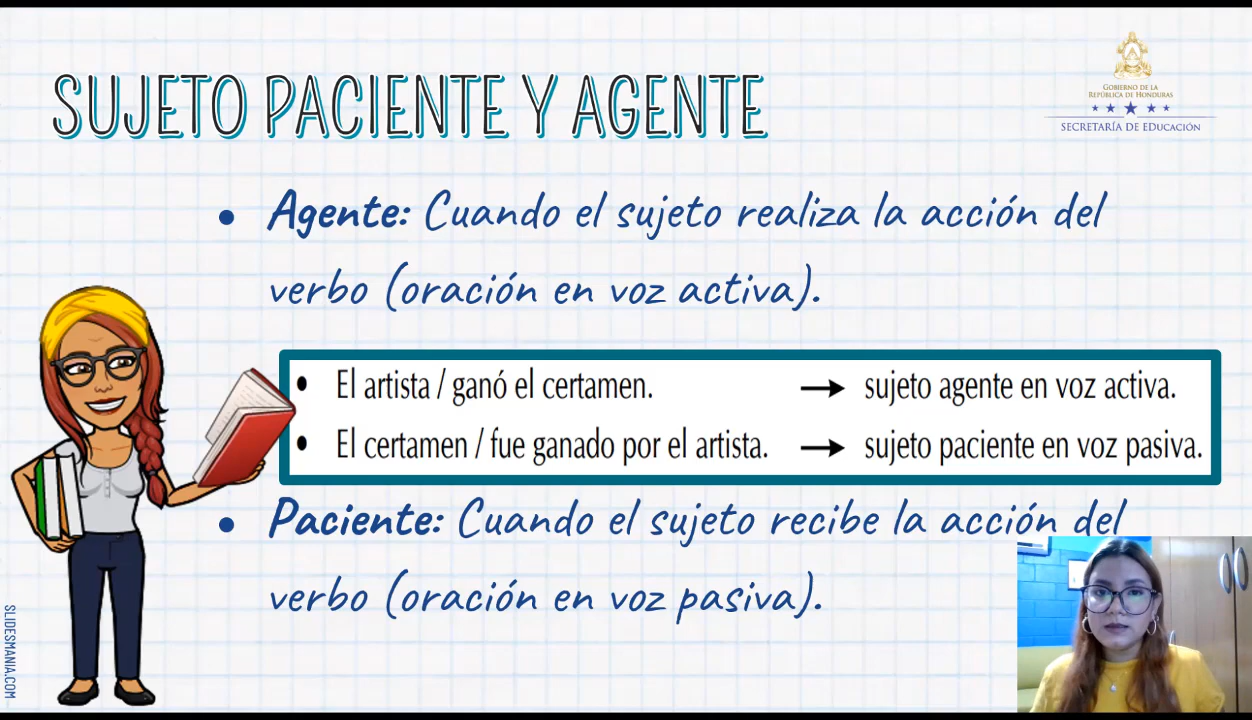 SUJETO PACIENTE Y AGENTE
GOBIERNO DE LA
REPÚBLICA DE HONDURAS
SECRETARÍA DE EDUCACIÓN
• Agente: Cuando el sujeto realiza la acción del
verbo (oración en voz activa).
• El artista / ganó el certamen. → sujeto agente en voz activa.
• El certamen / fue ganado por el artista. → sujeto paciente en voz pasiva.
• Paciente: Cuando el sujeto recibe la acción del
verbo (oración en voz pasiva).
SLIDESMANIA.COM